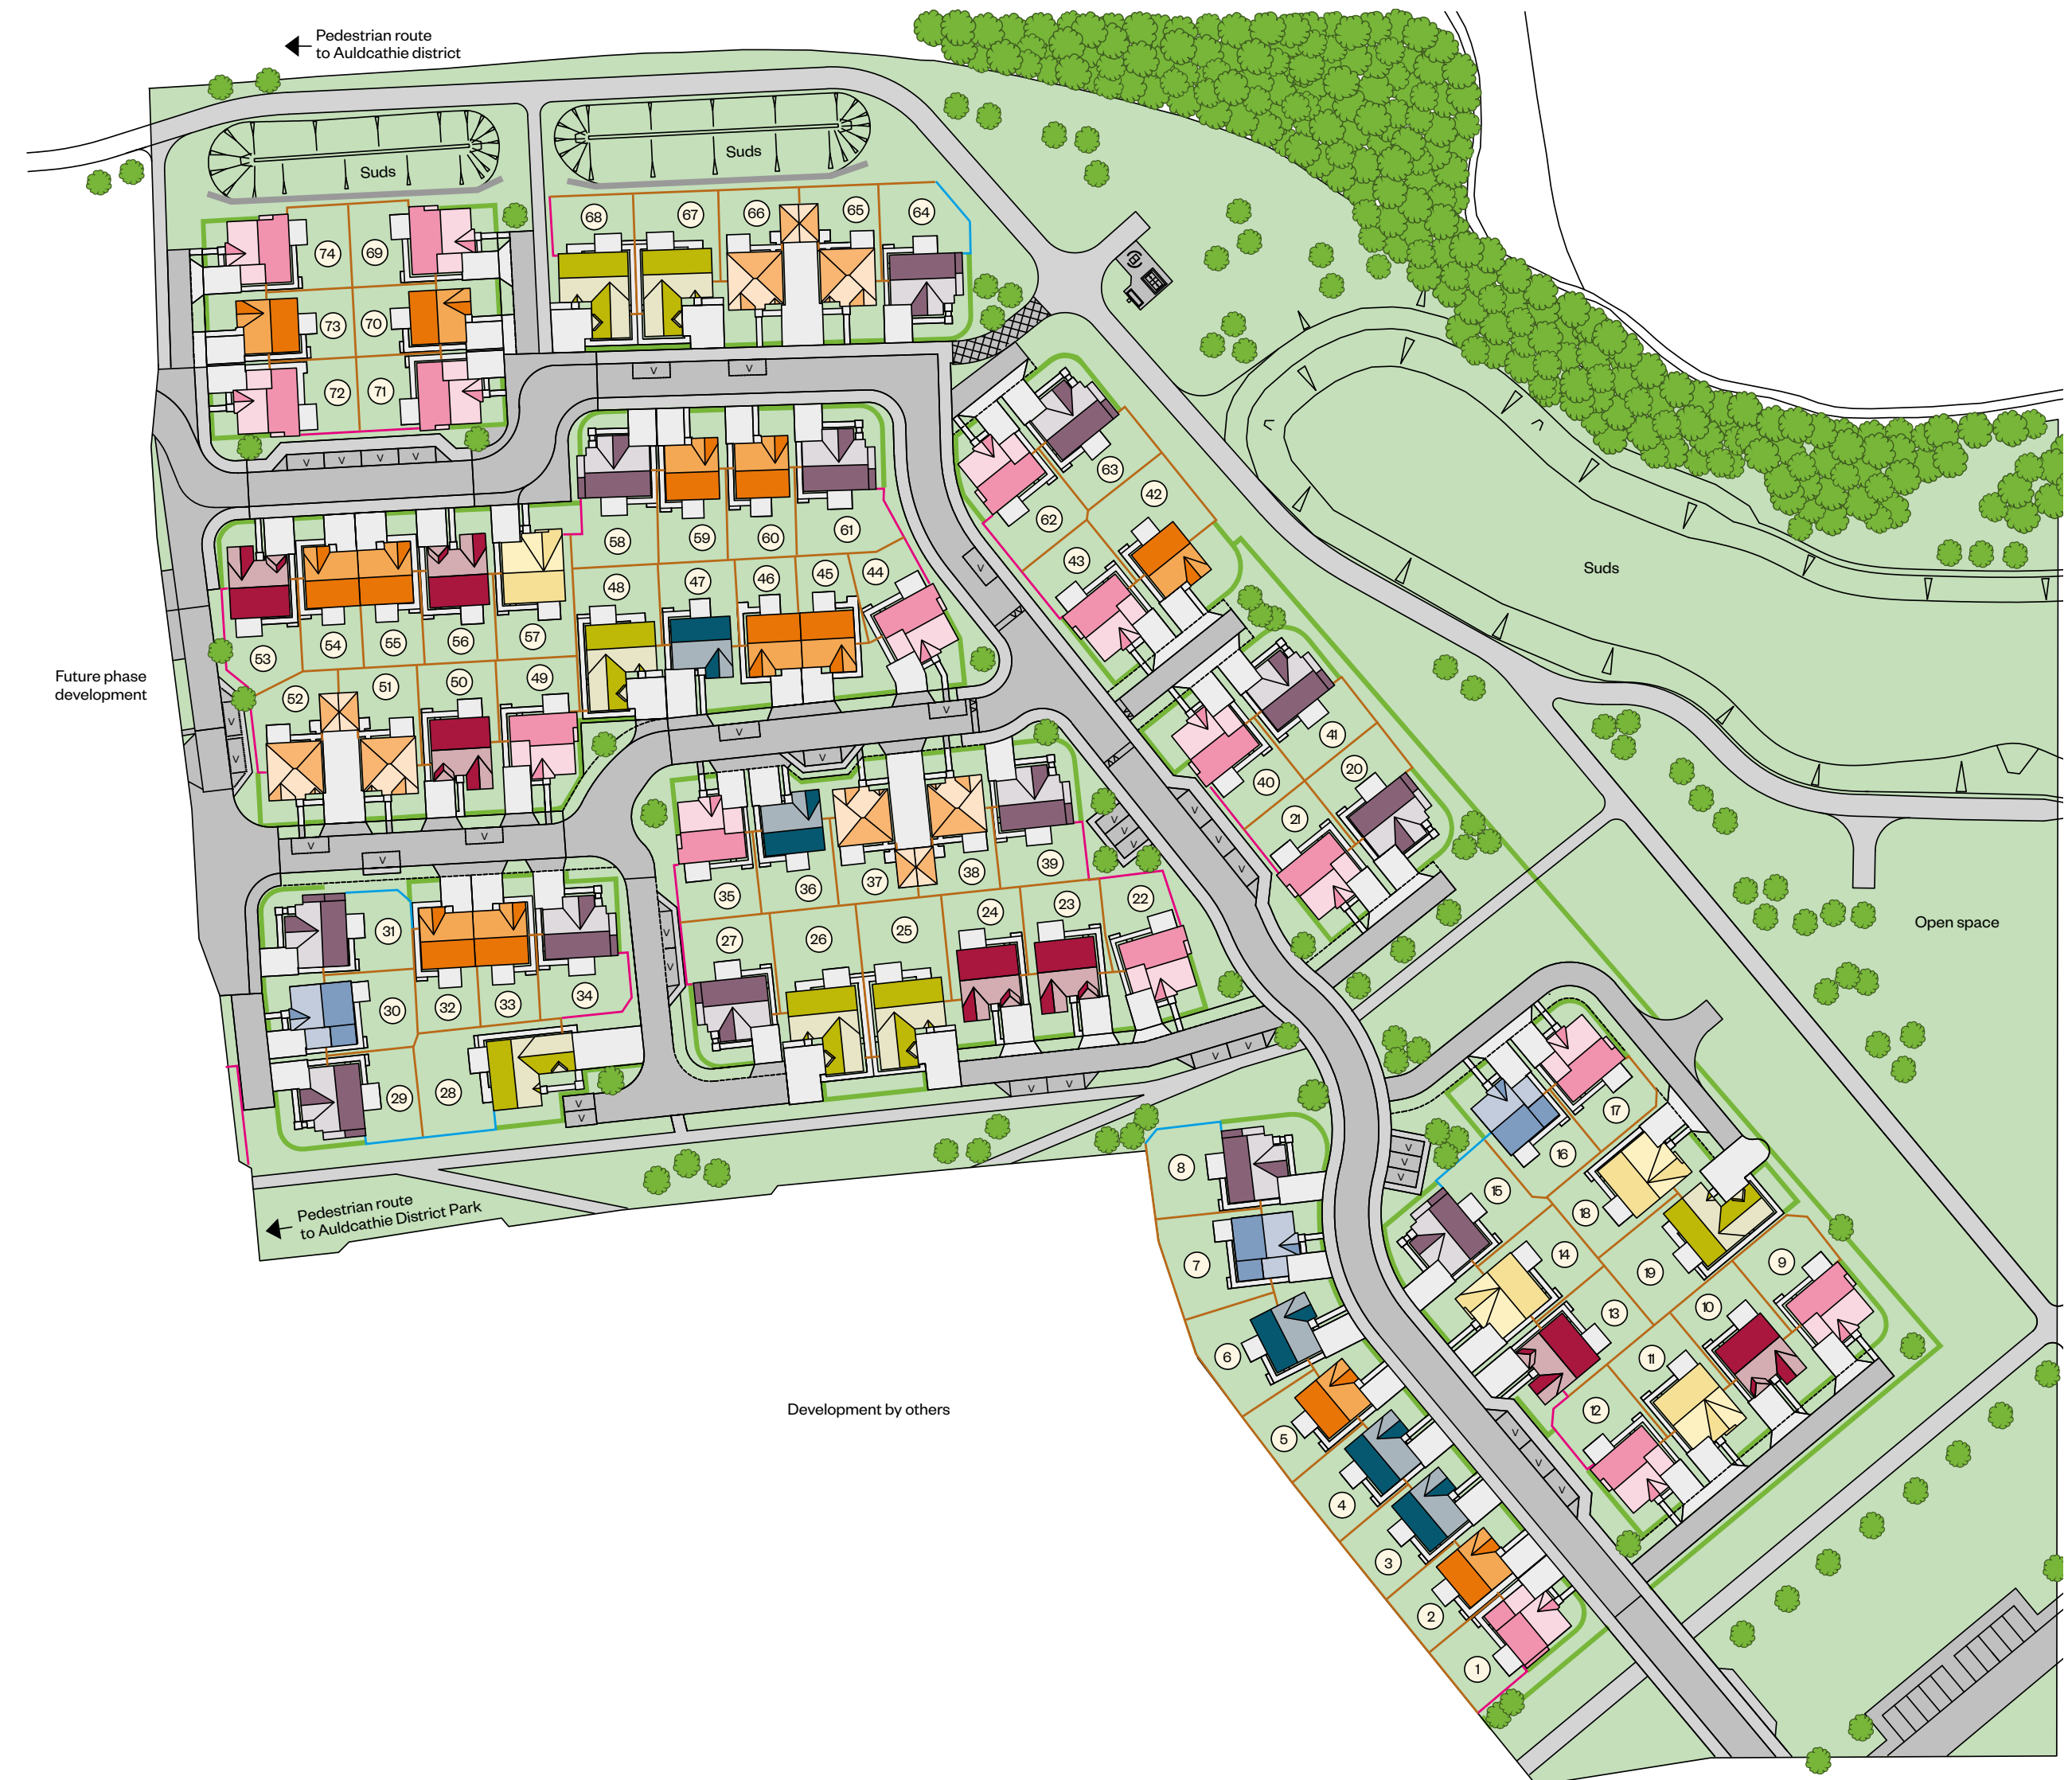 Pedestrian route
to Auldcathie district
Suds
Suds
68
67
66
65
64
74
69
73
70
72
71
V
V
V
V
V
V
63
42
62
43
58
59
60
61
48
47
46
45
44
V
Suds
53
54
55
56
57
52
51
50
49
Future phase
development
V
V
V
V
V
41
40
20
21
V
V
V
V
V
V
V
V
V
35
36
37
38
39
31
27
26
25
24
23
22
Open space
30
32
33
34
V
V
29
28
V
V
V
V
V
V
V
17
16
15
V
V
V
8
7
18
14
19
9
13
10
6
11
12
5
4
3
2
1
V
V
V
Pedestrian route
to Auldcathie District Park
Development by others